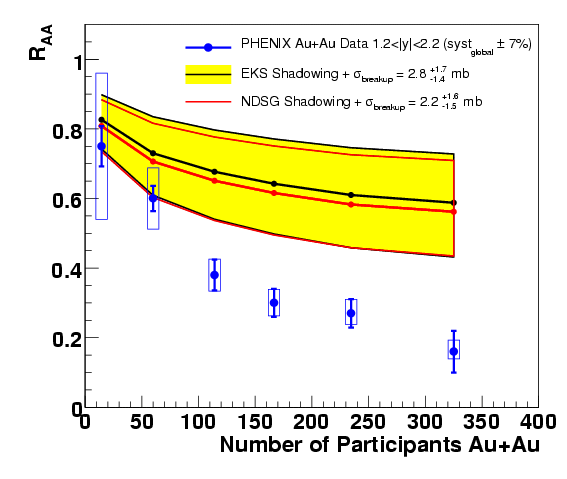 R_AA
PHENIX Au+Au Data 1.2<|y|<2.2 (syst_global ± 7%)
EKS Shadowing + σ_breakup = 2.8 +1.7 -1.4 mb
NDSG Shadowing + σ_breakup = 2.2 +1.6 -1.5 mb
1
0.8
0.6
0.4
0.2
0
0 50 100 150 200 250 300 350 400
Number of Participants Au+Au